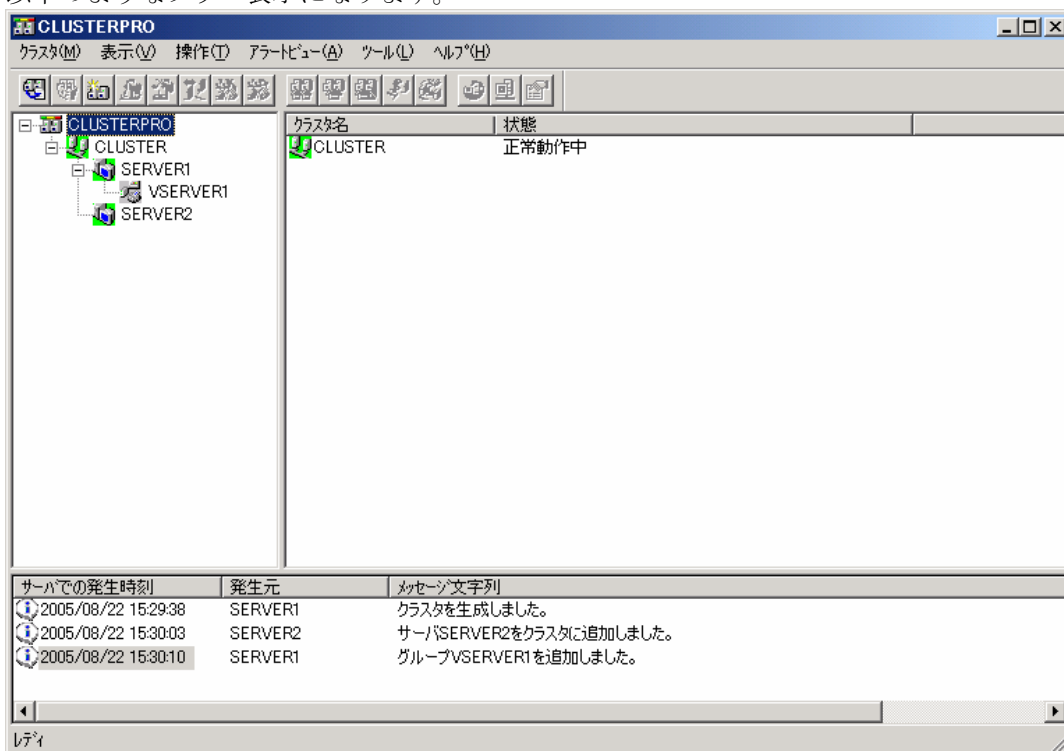 CLUSTERPRO
クラスタ(M) 表示(V) 操作(T) アラートビュー(A) ツール(L) ヘルプ(H)
CLUSTERPRO
CLUSTER
SERVER1
VSERVER1
SERVER2
クラスタ名 状態
CLUSTER 正常動作中
サーバでの発生時刻 発生元 メッセージ文字列
2005/08/22 15:29:38 SERVER1 クラスタを生成しました。
2005/08/22 15:30:03 SERVER2 サーバSERVER2をクラスタに追加しました。
2005/08/22 15:30:10 SERVER1 グループVSERVER1を追加しました。
レディ